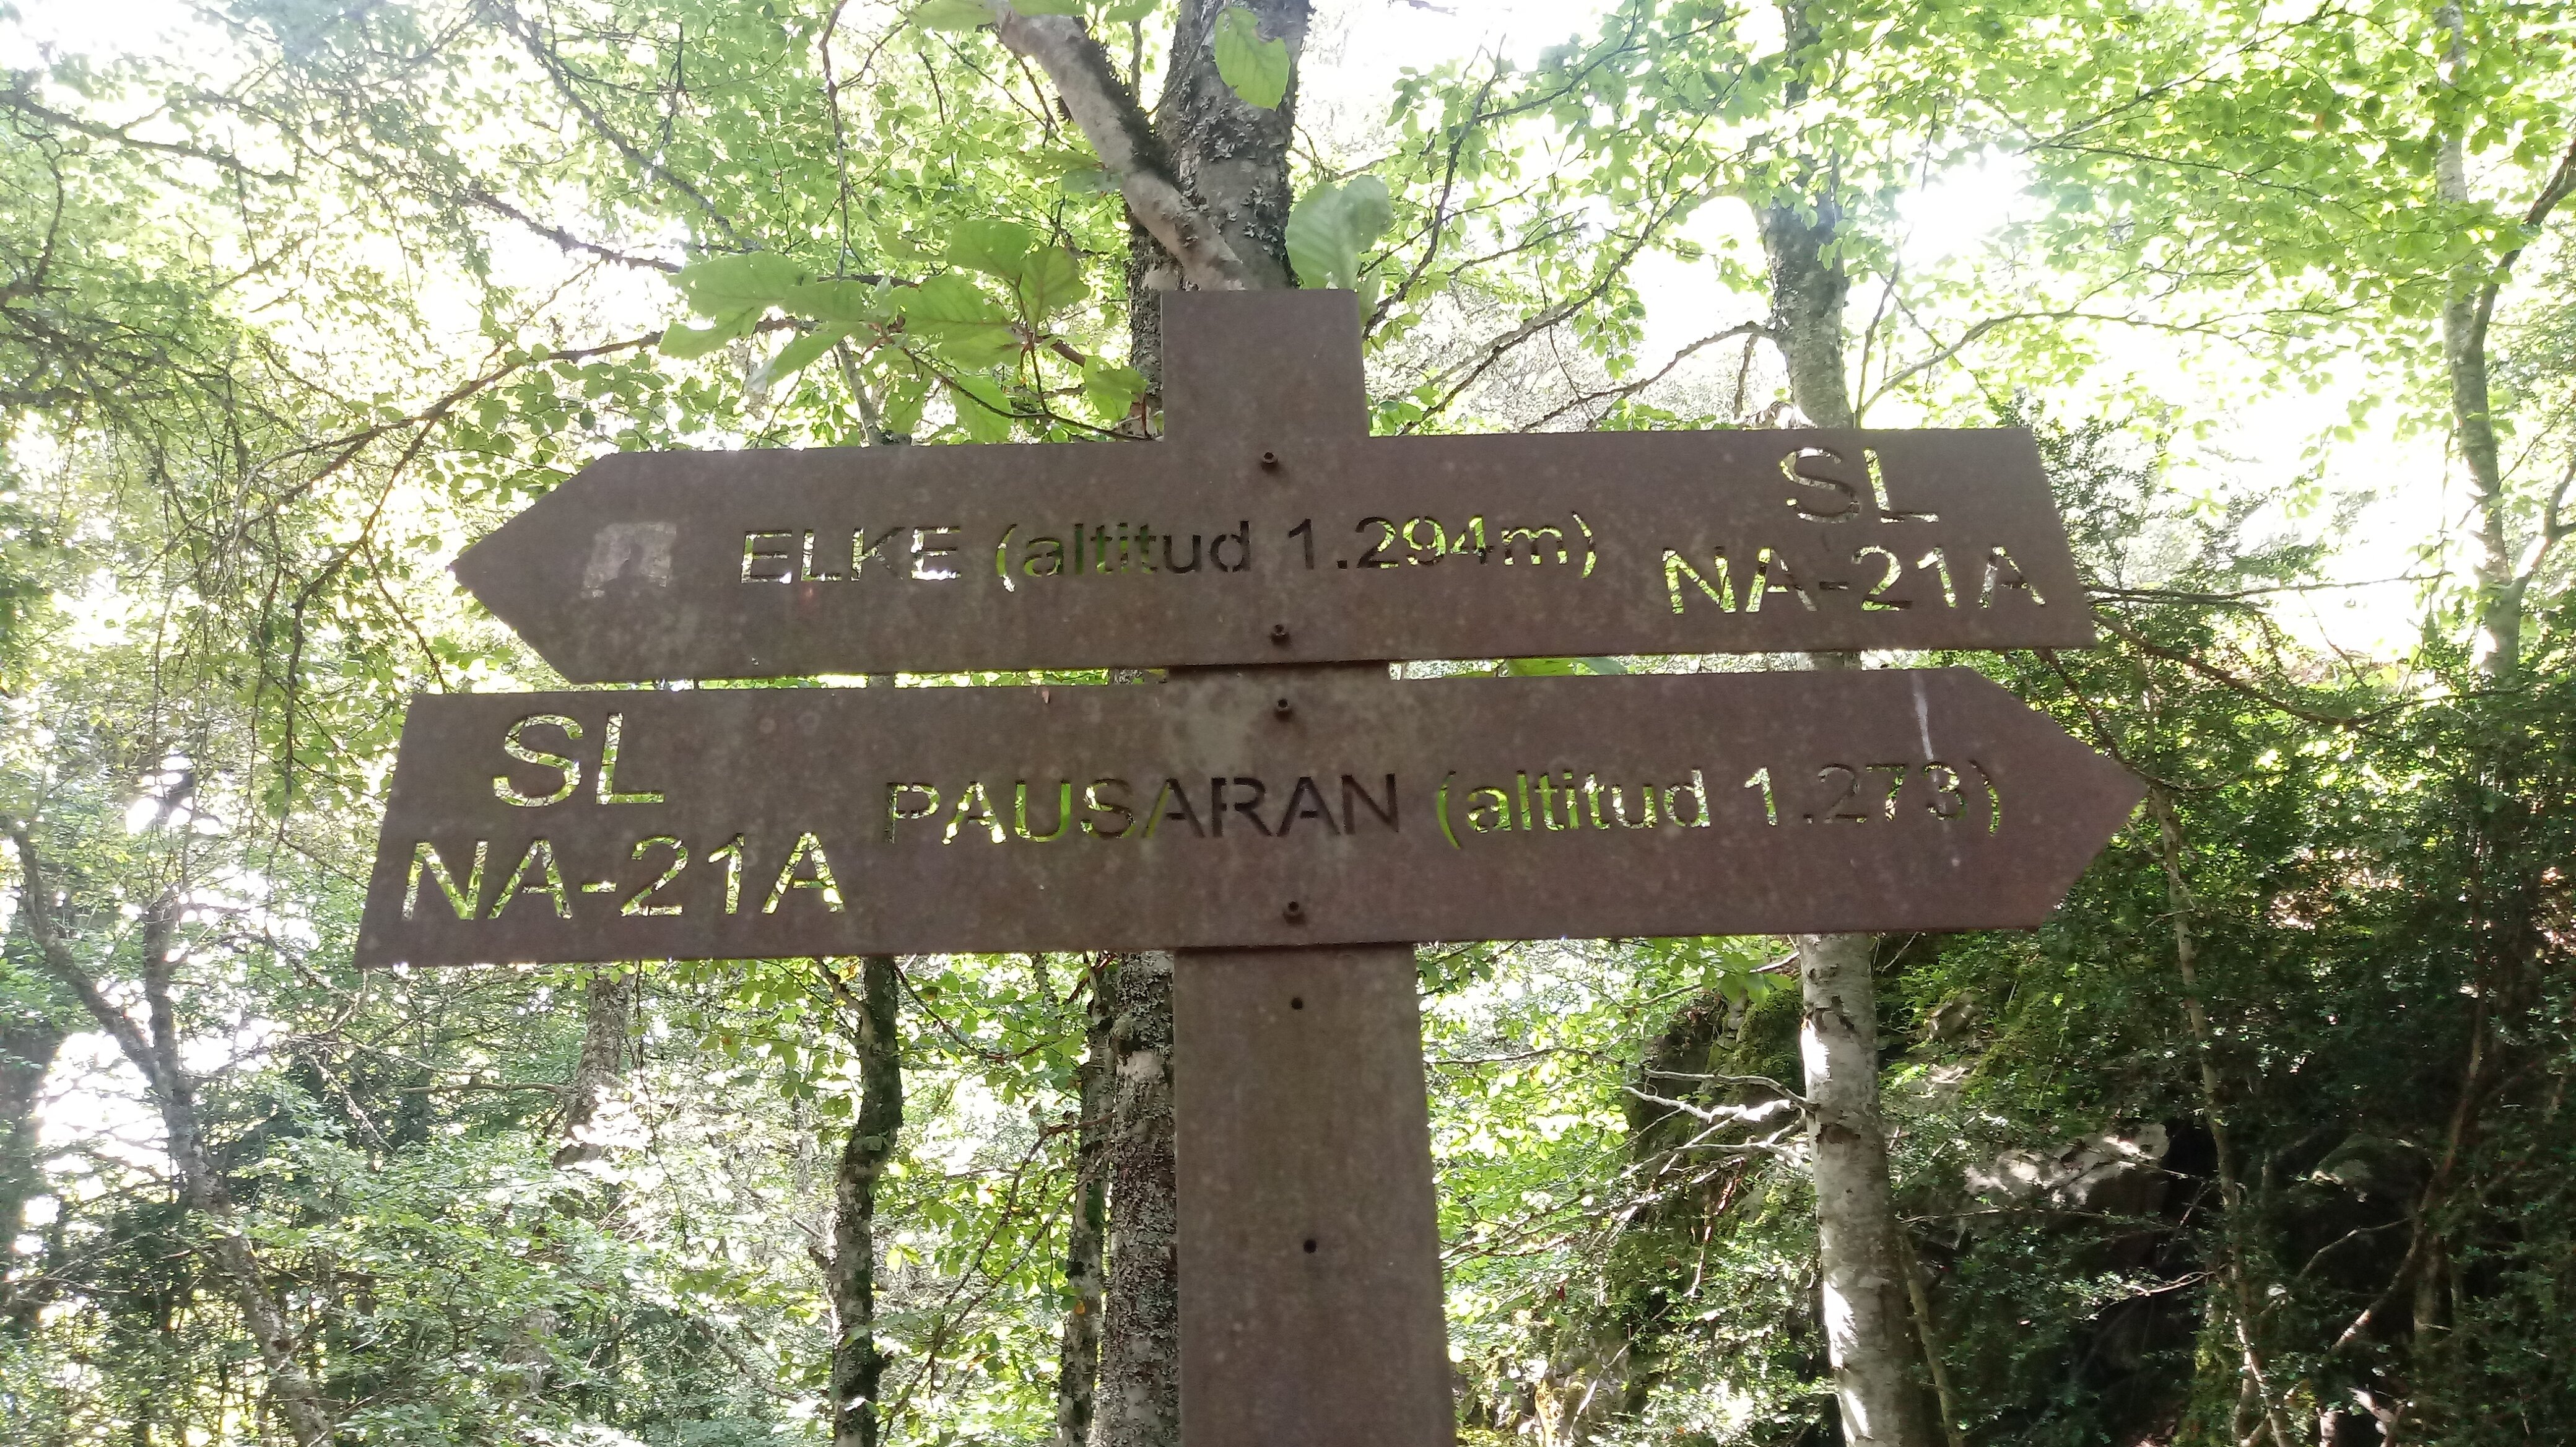 ELKE (altitud 1.294m)
SL
NA-21A
SL
NA-21A
PAUSARAN (altitud 1.273)